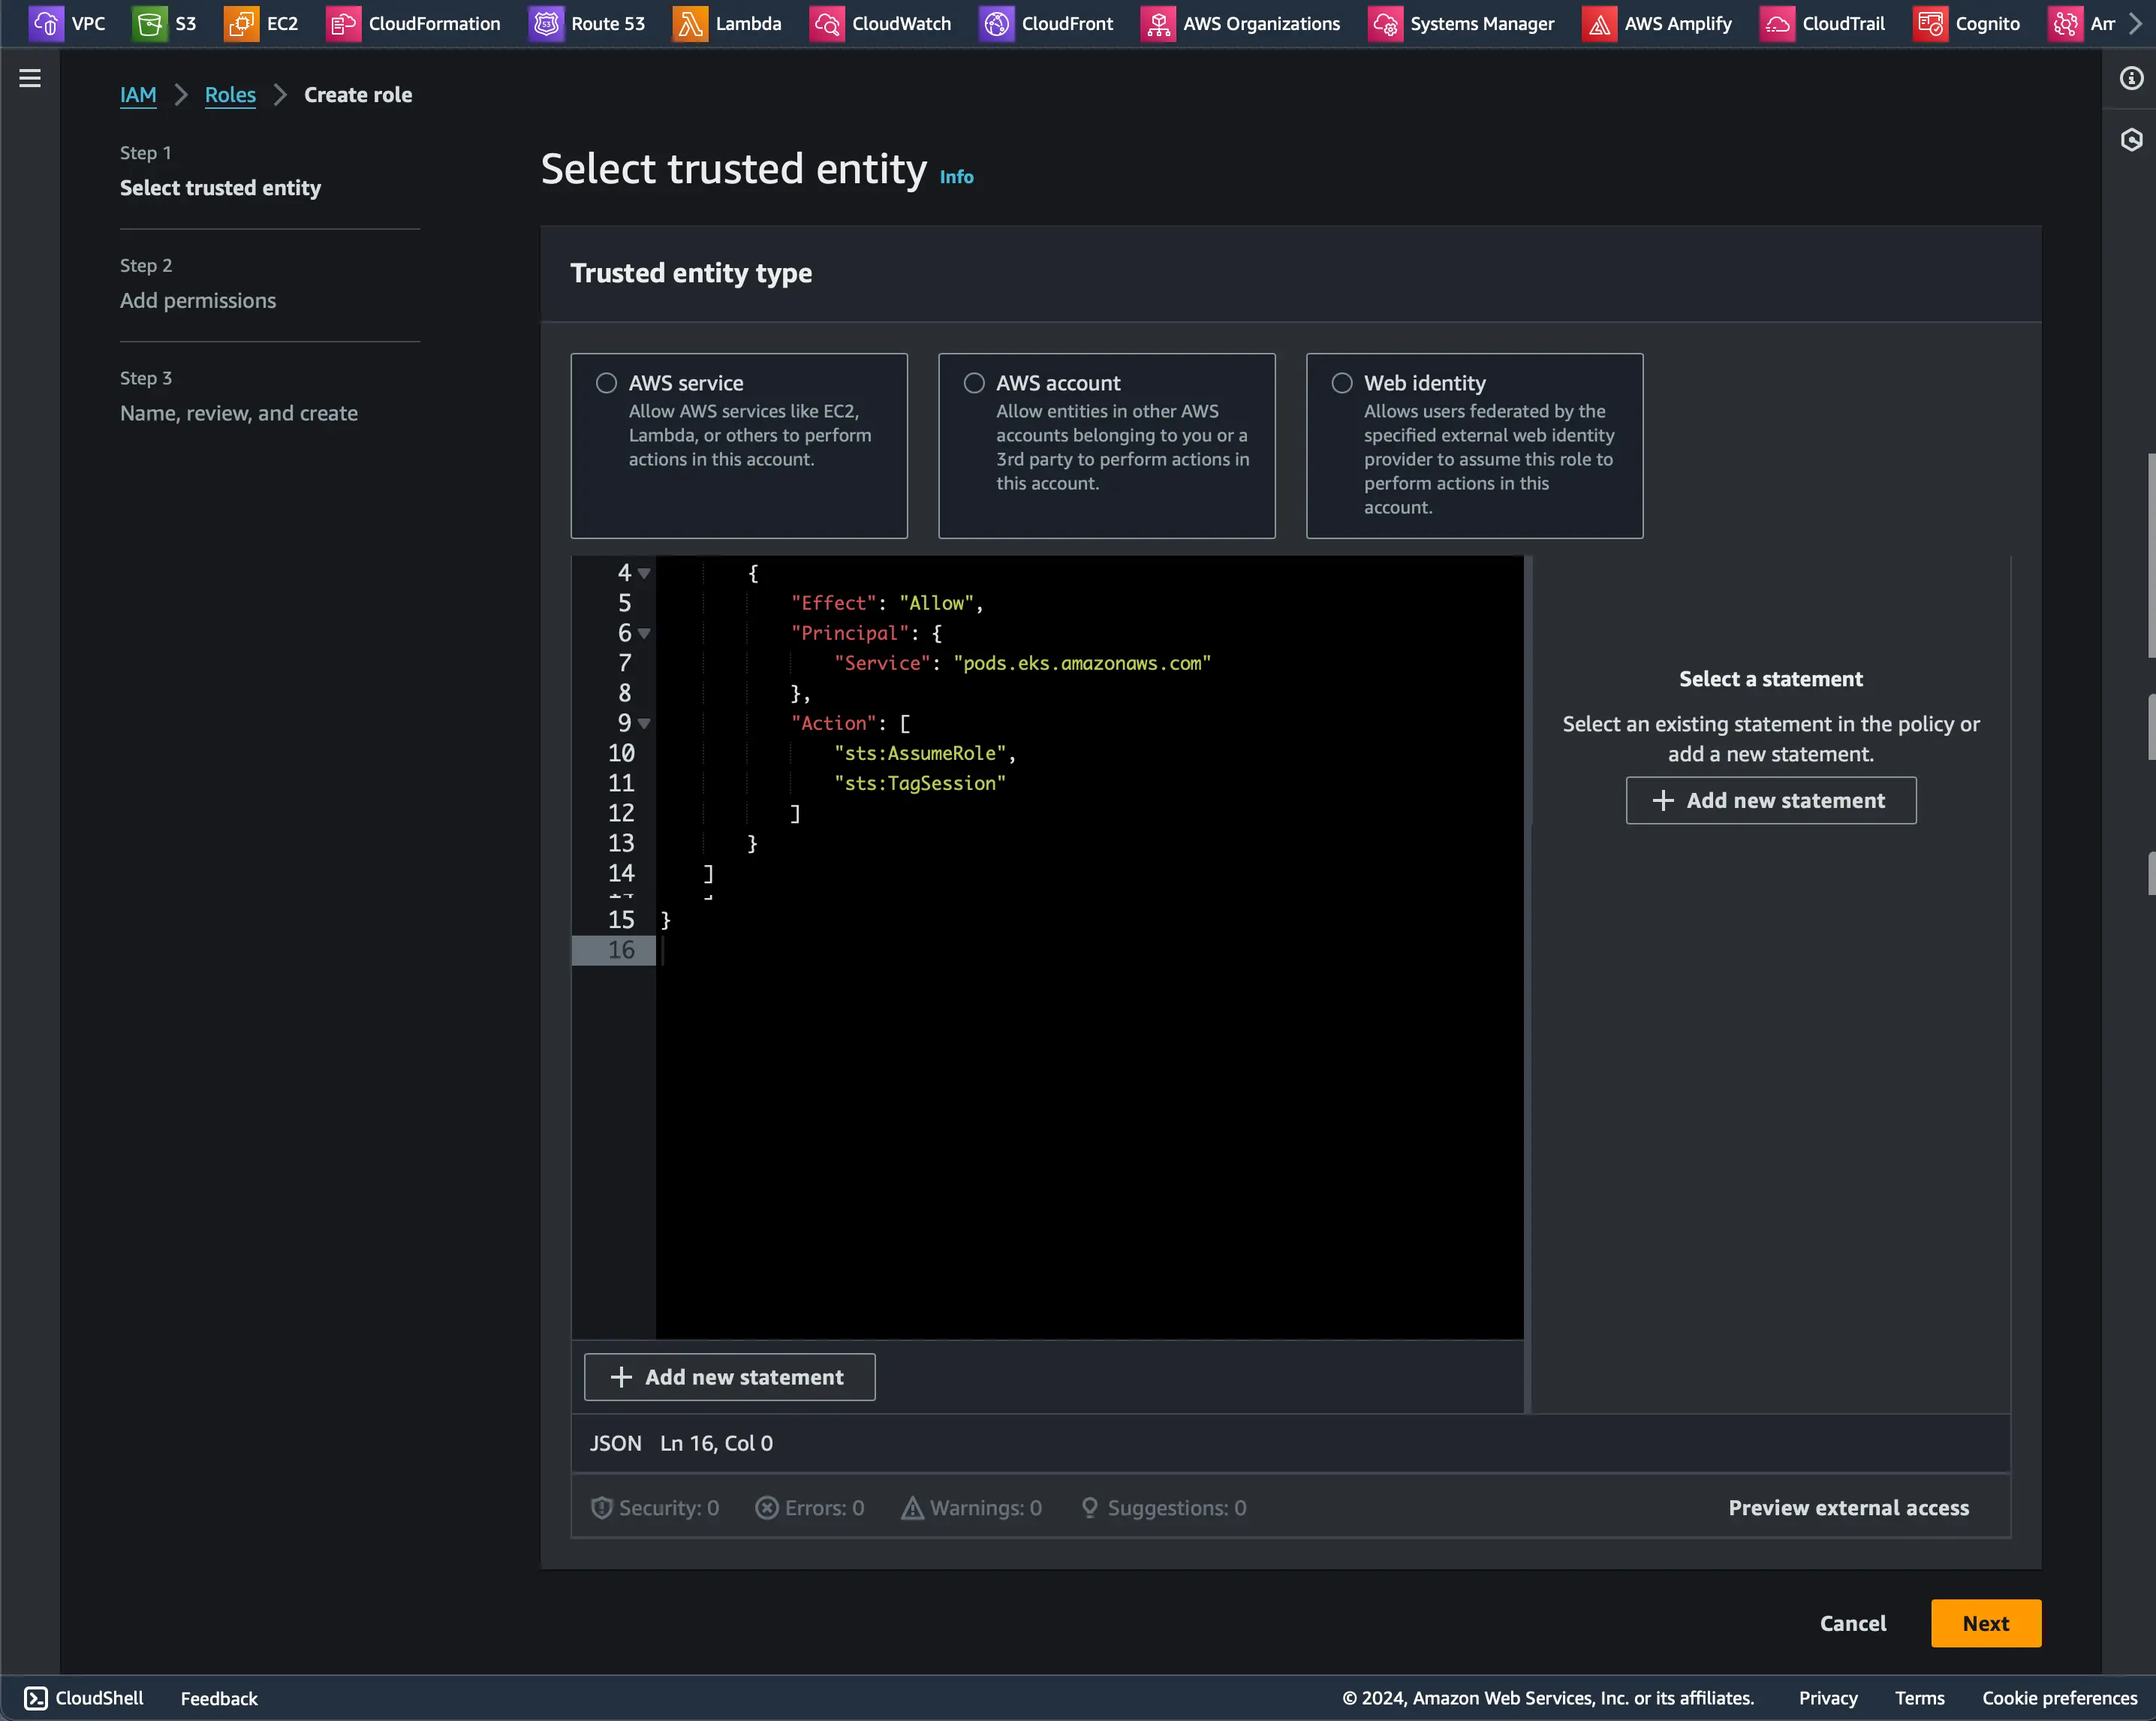 VPC
S3
EC2
CloudFormation
Route 53
Lambda
CloudWatch
CloudFront
AWS Organizations
Systems Manager
AWS Amplify
CloudTrail
Cognito
IAM
Roles
Create role
Step 1
Select trusted entity
Step 2
Add permissions
Step 3
Name, review, and create
Select trusted entity Info
Trusted entity type
AWS service
Allow AWS services like EC2,
Lambda, or others to perform
actions in this account.
AWS account
Allow entities in other AWS
accounts belonging to you or a
3rd party to perform actions in
this account.
Web identity
Allows users federated by the
specified external web identity
provider to assume this role to
perform actions in this
account.
4 {
5 "Effect": "Allow",
6 "Principal": {
7 "Service": "pods.eks.amazonaws.com"
8 },
9 "Action": [
10 "sts:AssumeRole",
11 "sts:TagSession"
12 ]
13 }
14 ]
15 }
16
Select a statement
Select an existing statement in the policy or
add a new statement.
Add new statement
Add new statement
JSON Ln 16, Col 0
Security: 0
Errors: 0
Warnings: 0
Suggestions: 0
Preview external access
Cancel
Next
CloudShell
Feedback
© 2024, Amazon Web Services, Inc. or its affiliates.
Privacy
Terms
Cookie preferences